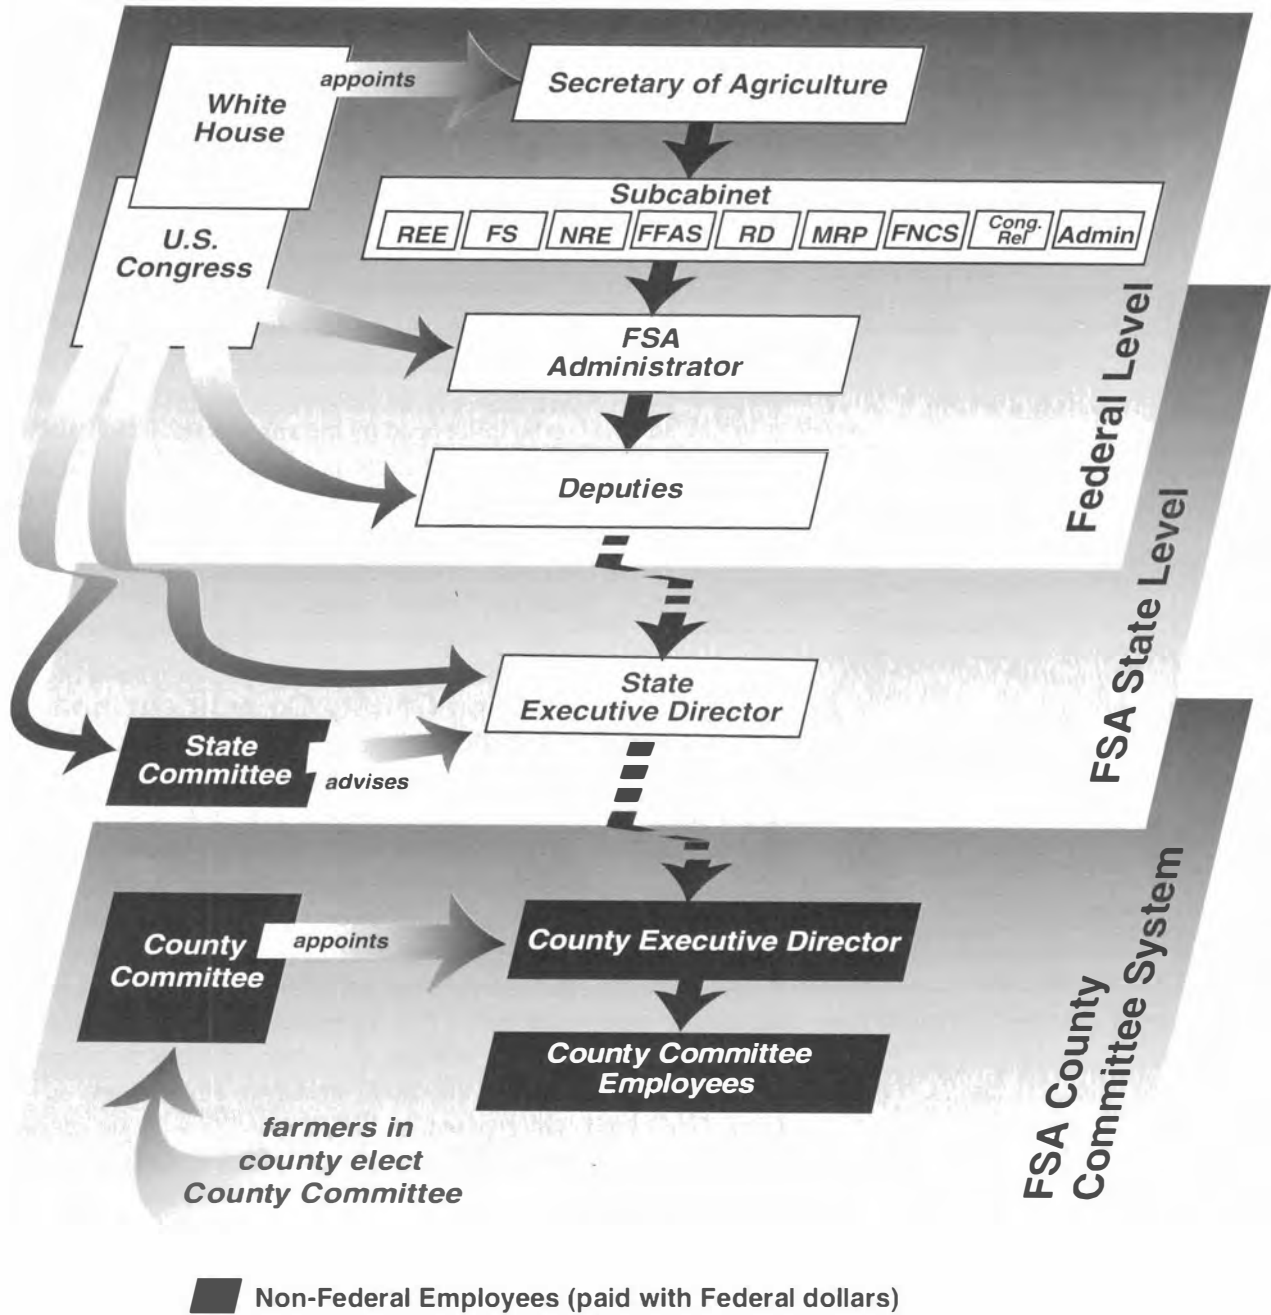 White
House
appoints
Secretary of Agriculture
U.S.
Congress
Subcabinet
REE
FS
NRE
FFAS
RD
MRP
FNCS
Cong.
Rel
Admin
FSA
Administrator
Deputies
Federal Level
State
Executive Director
State
Committee
advises
FSA State Level
County
Committee
appoints
County Executive Director
County Committee
Employees
farmers in
county elect
County Committee
FSA County
Committee System
Non-Federal Employees (paid with Federal dollars)